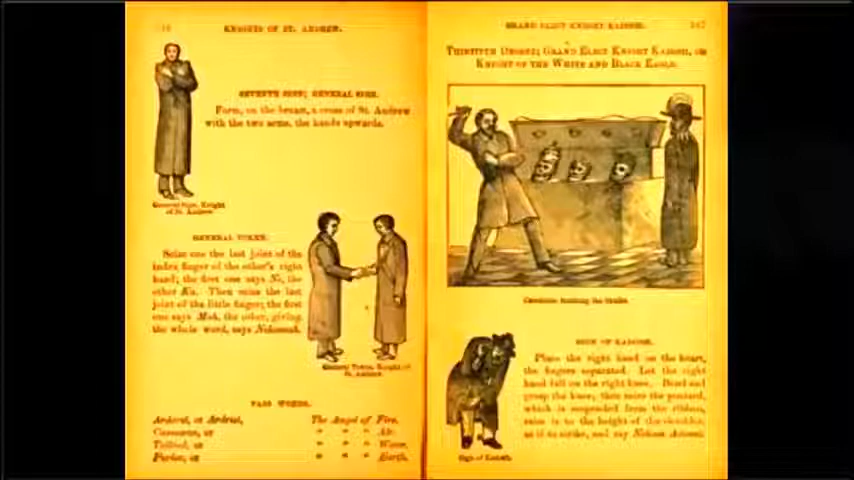 KNIGHTS OF ST. ANDREW.
SEVENTH SIGN; GENERAL SIGN.
Form, on the breast, a cross of St. Andrew
with the two arms, the hands upwards.
General Sign, Knight
of St. Andrew
GENERAL TOKEN.
Seize one the last joint of the
index finger of the other's right
hand; the first one says Ne, the
other Ka. Then seize the last
joint of the little finger; the first
one says Mah, the other, giving
the whole word, says
General Token, Knight of
St. Andrew.
PASS WORDS.
Ardarel, or Ardriel, The Angel of Fire.
or " " " Air.
or " " " Water.
or " " " Earth.
GRAND ELECT KNIGHT KADOSH. 267
THIRTIETH DEGREE; GRAND ELECT KNIGHT KADOSH, OR
KNIGHT OF THE WHITE AND BLACK EAGLE.
Candidate Stabbing the Skulls.
SIGN OF KADOSH.
Place the right hand on the heart,
the fingers separated. Let the right
hand fall on the right knee. Bend and
grasp the knee; then seize the poniard,
which is suspended from the ribbon,
raise it to the height of the shoulder,
as if to strike, and say Nekam Adonai.
Sign of Kadosh.